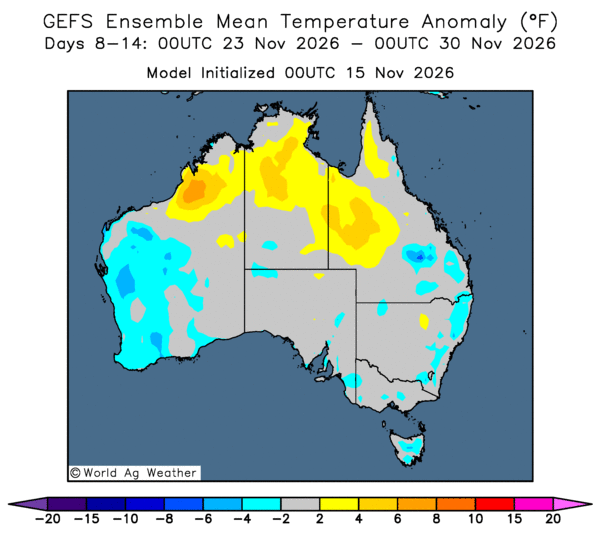 GEFS Ensemble Mean Temperature Anomaly (°F)
Days 8-14: 00UTC 23 Nov 2026 - 00UTC 30 Nov 2026
Model Initialized 00UTC 15 Nov 2026
© World Ag Weather
-20 -15 -10 -8 -6 -4 -2 2 4 6 8 10 15 20